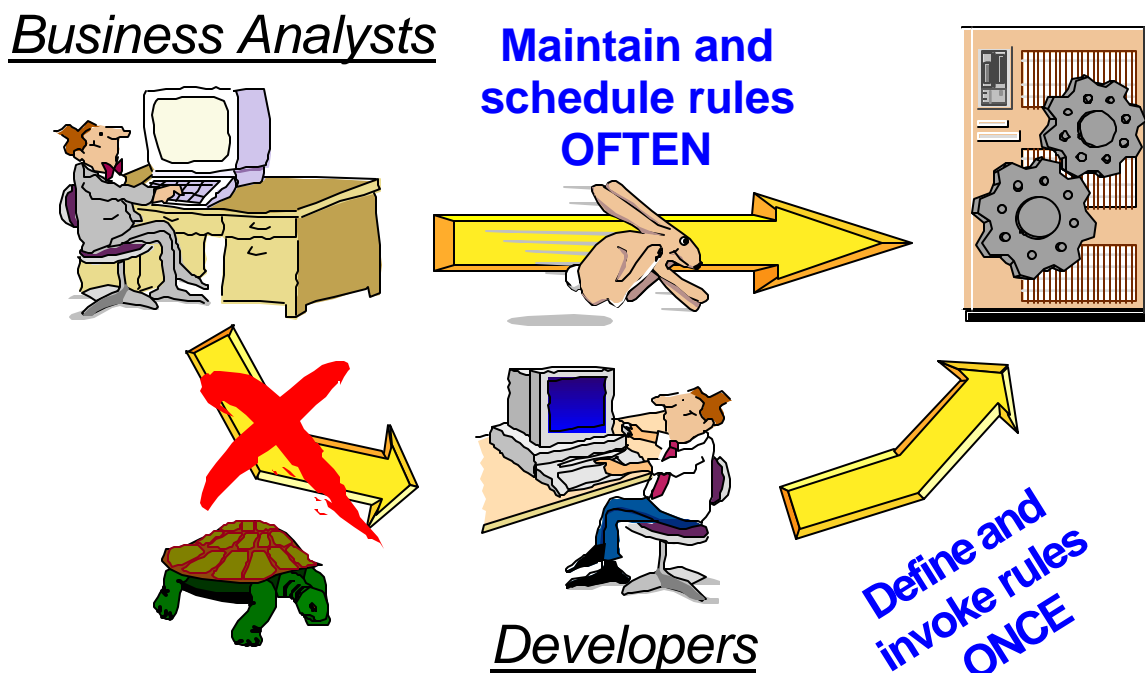 Business Analysts
Maintain and
schedule rules
OFTEN
Define and
invoke rules
ONCE
Developers